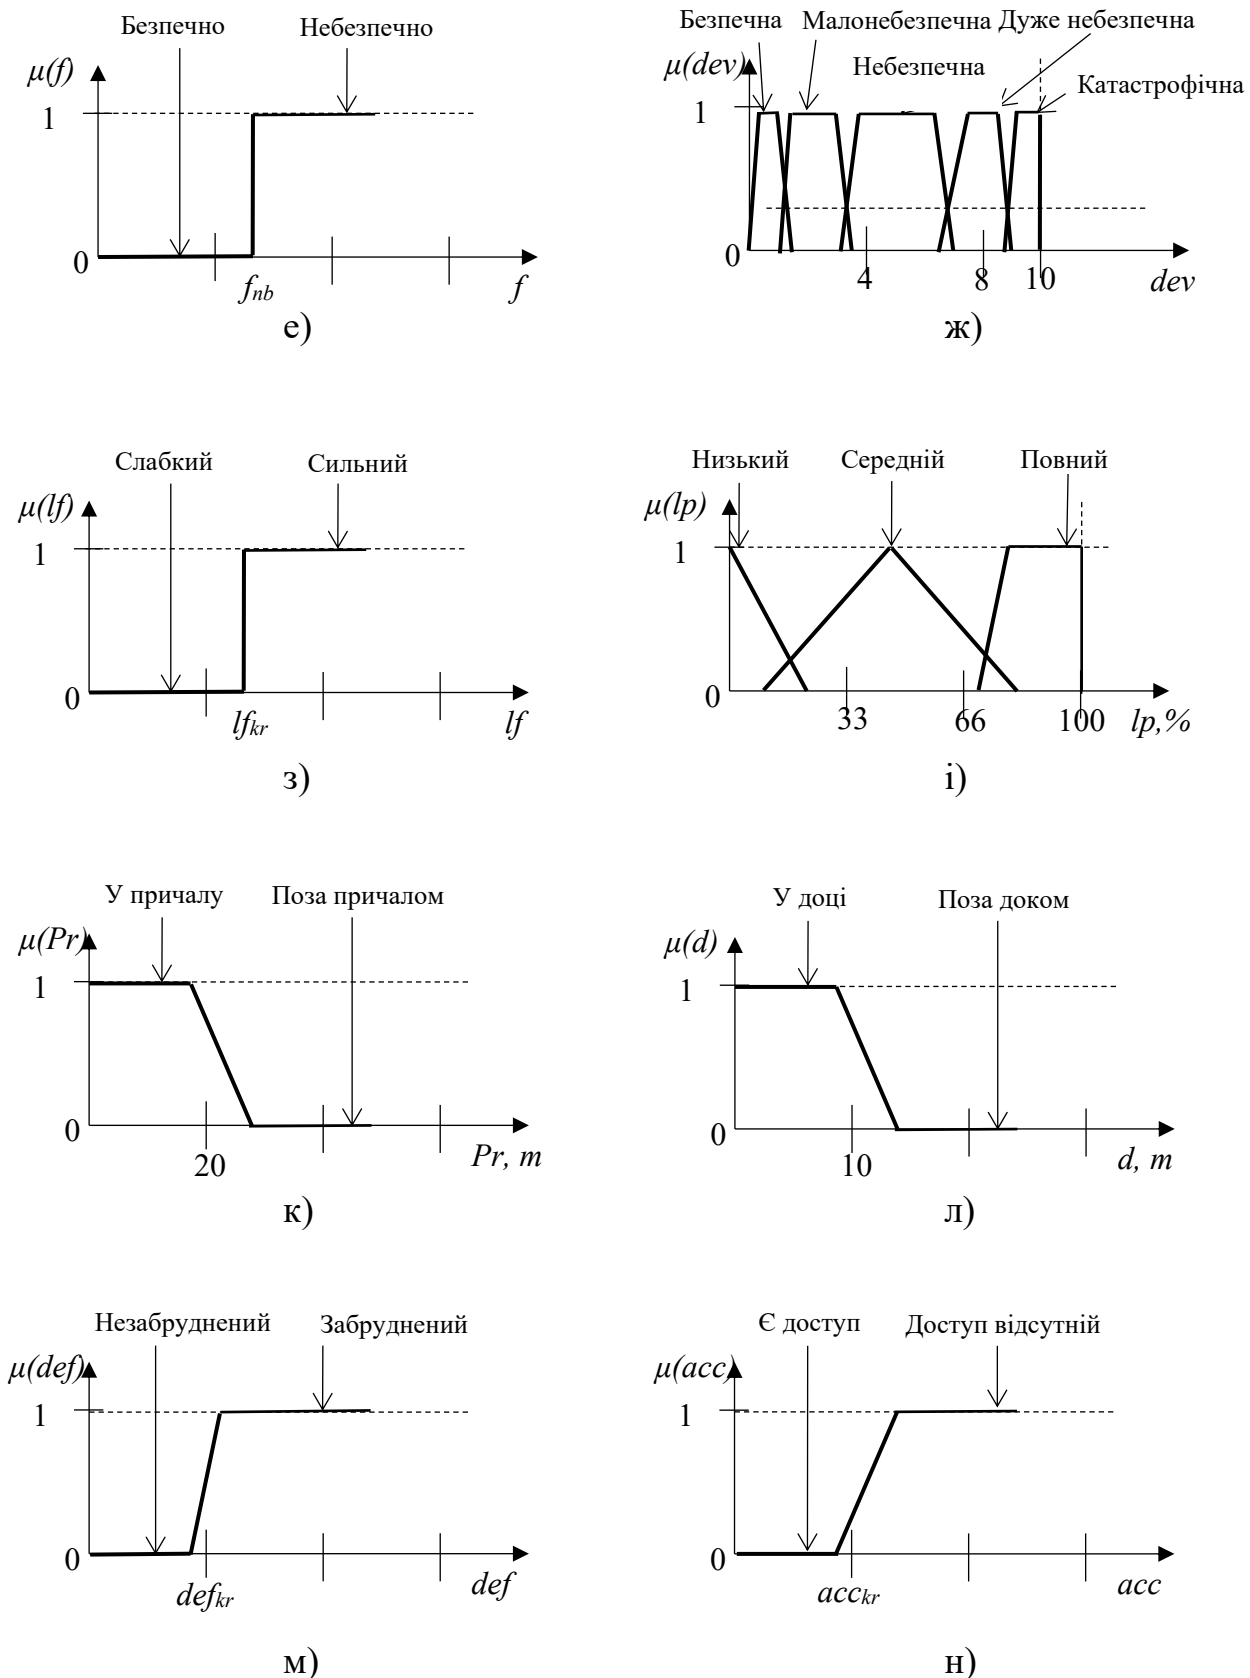 Безпечно
Небезпечно
μ(f)
1
0
f_nb
f
е)
Безпечна
Малонебезпечна
Дуже небезпечна
μ(dev)
Небезпечна
Катастрофічна
1
0
4
8
10
dev
ж)
Слабкий
Сильний
μ(lf)
1
0
lf_kr
lf
з)
Низький
Середній
Повний
μ(lp)
1
0
33
66
100
lp,%
і)
У причалу
Поза причалом
μ(Pr)
1
0
20
Pr, m
к)
У доці
Поза доком
μ(d)
1
0
10
d, m
л)
Незабруднений
Забруднений
μ(def)
1
0
def_kr
def
м)
Є доступ
Доступ відсутній
μ(acc)
1
0
acc_kr
acc
н)